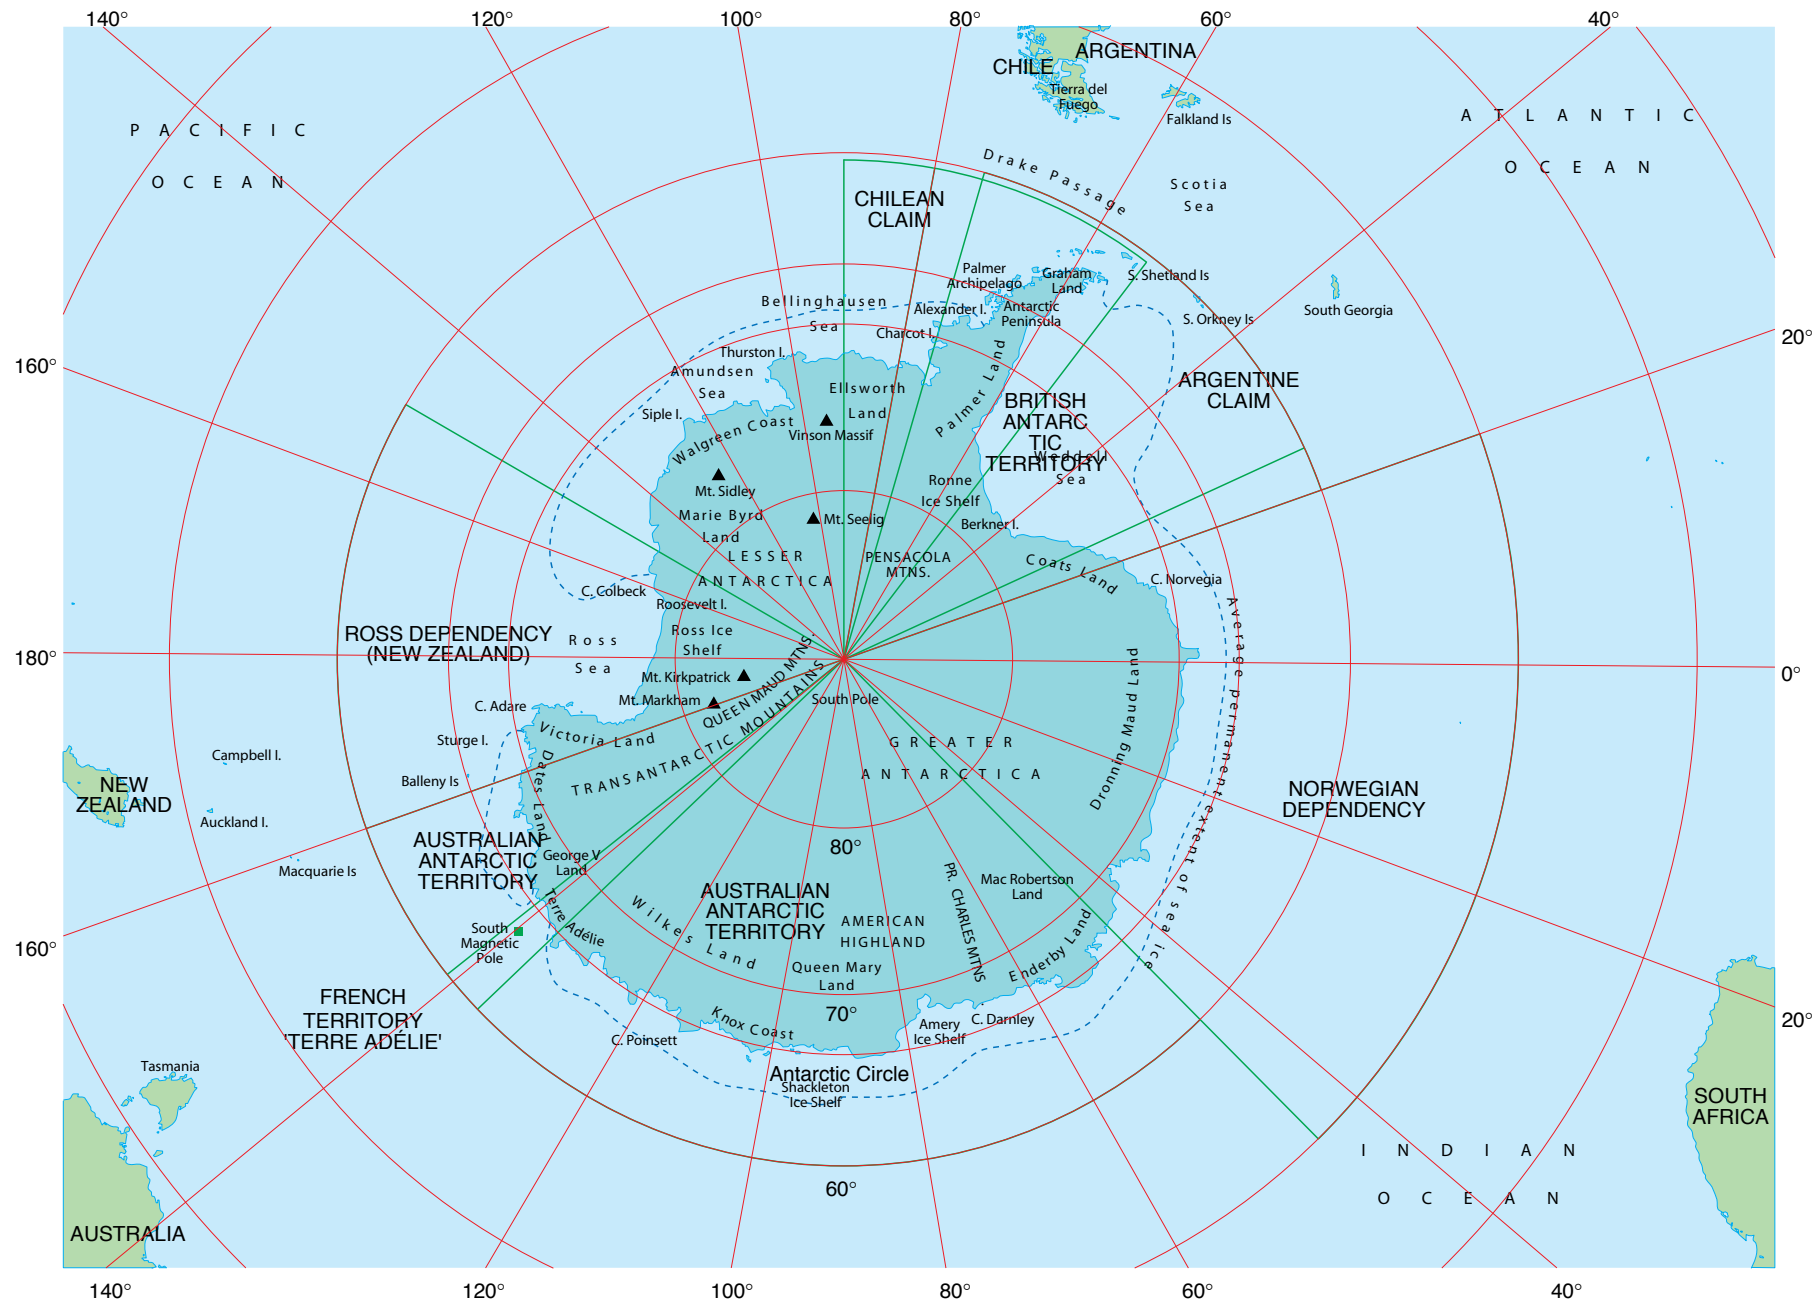 140°
120°
100°
80°
60°
40°
ARGENTINA
CHILE
Tierra del
Fuego
Falkland Is
PACIFIC
OCEAN
ATLANTIC
OCEAN
Drake Passage
Scotia
Sea
CHILEAN
CLAIM
Palmer
Archipelago
Graham
Land
S. Shetland Is
Antarctic
Peninsula
Alexander I.
Charcot I.
Bellinghausen
Sea
S. Orkney Is
South Georgia
20°
160°
Thurston I.
Amundsen
Sea
Siple I.
Ellsworth
Land
Walgreen Coast
Vinson Massif
Palmer Land
BRITISH
ANTARC
TIC
TERRITORY
Weddell
Sea
ARGENTINE
CLAIM
Mt. Sidley
Marie Byrd
Land
Mt. Seelig
Ronne
Ice Shelf
Berkner I.
LESSER
ANTARCTICA
PENSACOLA
MTNS.
Coats Land
C. Norvegia
C. Colbeck
Roosevelt I.
ROSS DEPENDENCY
(NEW ZEALAND)
Ross
Sea
Ross Ice
Shelf
180°
0°
Mt. Kirkpatrick
Mt. Markham
QUEEN MAUD MTNS.
TRANSANTARCTIC MOUNTAINS
South Pole
Average permanent extent of sea ice
Dronning Maud Land
C. Adare
Sturge I.
Victoria Land
Balleny Is
Campbell I.
Auckland I.
Macquarie Is
NEW
ZEALAND
GREATER
ANTARCTICA
NORWEGIAN
DEPENDENCY
Dates Land
AUSTRALIAN
ANTARCTIC
TERRITORY
George V
Land
80°
South
Magnetic
Pole
Terre Adélie
Wilkes Land
AUSTRALIAN
ANTARCTIC
TERRITORY
AMERICAN
HIGHLAND
PR. CHARLES MTNS
Mac Robertson
Land
Enderby Land
Queen Mary
Land
160°
FRENCH
TERRITORY
'TERRE ADÉLIE'
70°
Knox Coast
C. Poinsett
Amery
Ice Shelf
C. Darnley
20°
Antarctic Circle
Shackleton
Ice Shelf
Tasmania
SOUTH
AFRICA
60°
INDIAN
OCEAN
AUSTRALIA
140°
120°
100°
80°
60°
40°